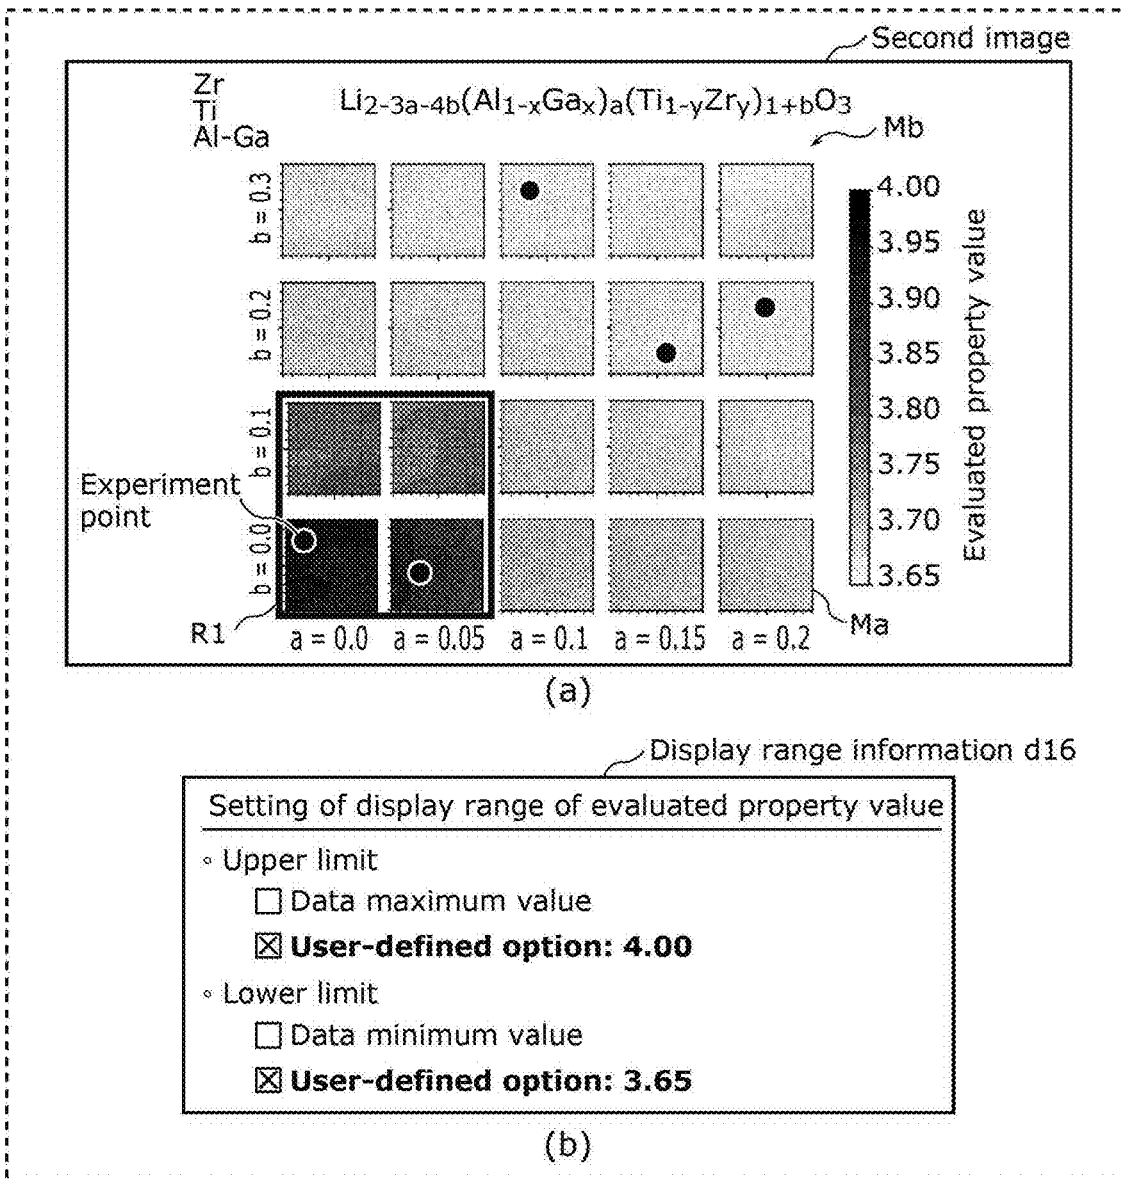 Second image
Zr
Ti
Al-Ga
Li2-3a-4b(Al1-xGax)a(Ti1-yZry)1+bO3
Mb
b = 0.3
b = 0.2
b = 0.1
b = 0.0
4.00
3.95
3.90
3.85
3.80
3.75
3.70
3.65
Evaluated property value
Experiment
point
R1
a = 0.0
a = 0.05
a = 0.1
a = 0.15
a = 0.2
Ma
(a)
Display range information d16
Setting of display range of evaluated property value
◦ Upper limit
☐ Data maximum value
☒ User-defined option: 4.00
◦ Lower limit
☐ Data minimum value
☒ User-defined option: 3.65
(b)